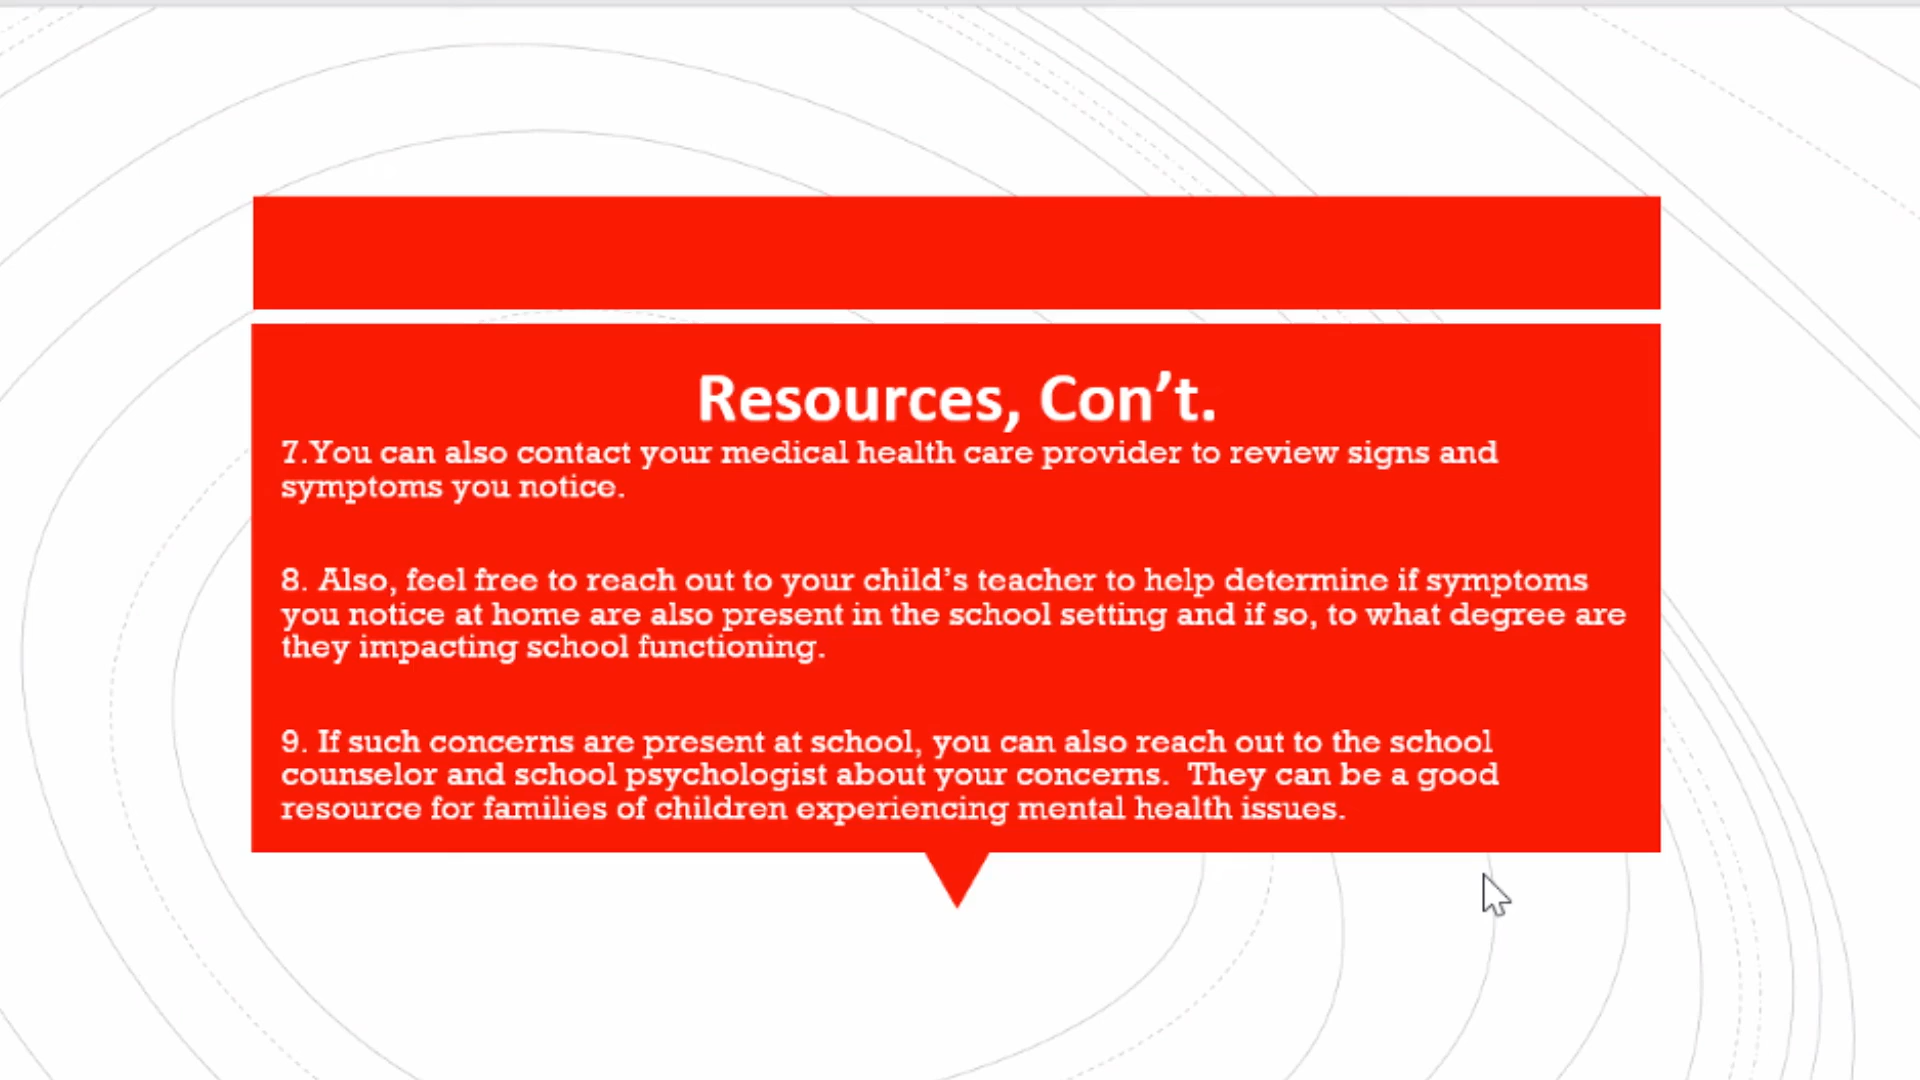 Resources, Con’t.
7.You can also contact your medical health care provider to review signs and
symptoms you notice.
8. Also, feel free to reach out to your child’s teacher to help determine if symptoms
you notice at home are also present in the school setting and if so, to what degree are
they impacting school functioning.
9. If such concerns are present at school, you can also reach out to the school
counselor and school psychologist about your concerns.  They can be a good
resource for families of children experiencing mental health issues.